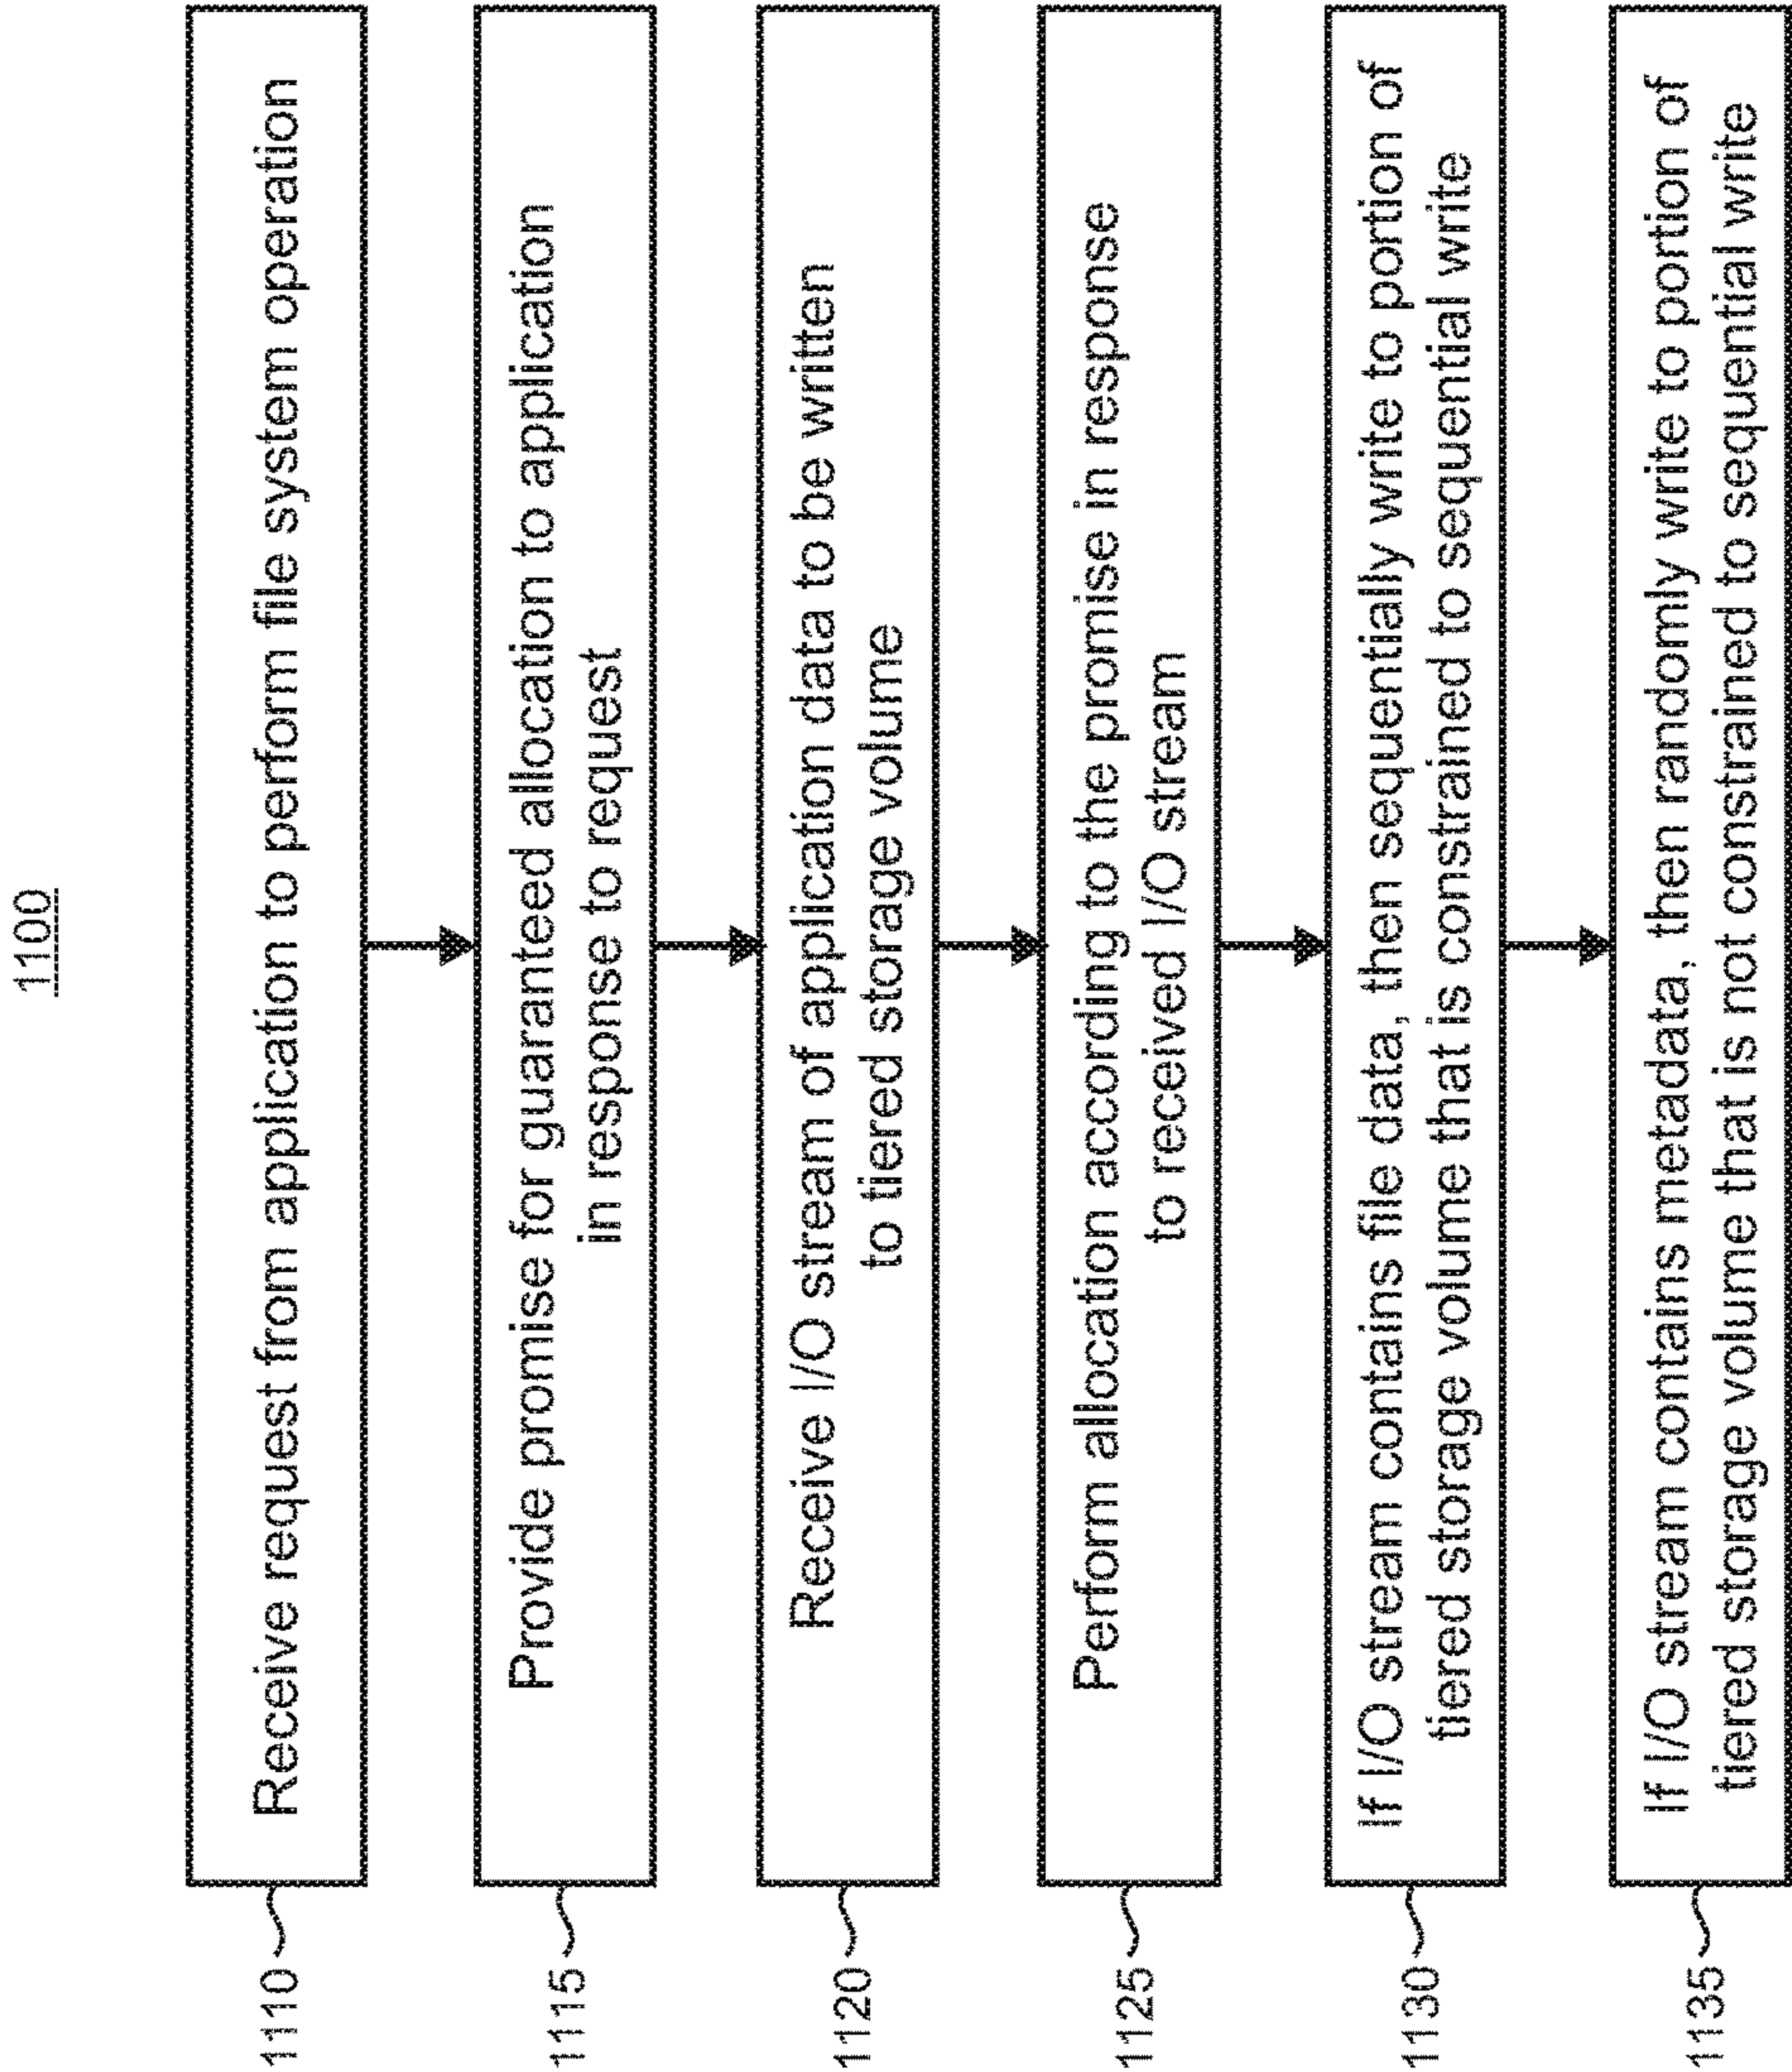 1100
1110
Receive request from application to perform file system operation
1115
Provide promise for guaranteed allocation to application
in response to request
1120
Receive I/O stream of application data to be written
to tiered storage volume
1125
Perform allocation according to the promise in response
to received I/O stream
1130
If I/O stream contains file data, then sequentially write to portion of
tiered storage volume that is constrained to sequential write
1135
If I/O stream contains metadata, then randomly write to portion of
tiered storage volume that is not constrained to sequential write